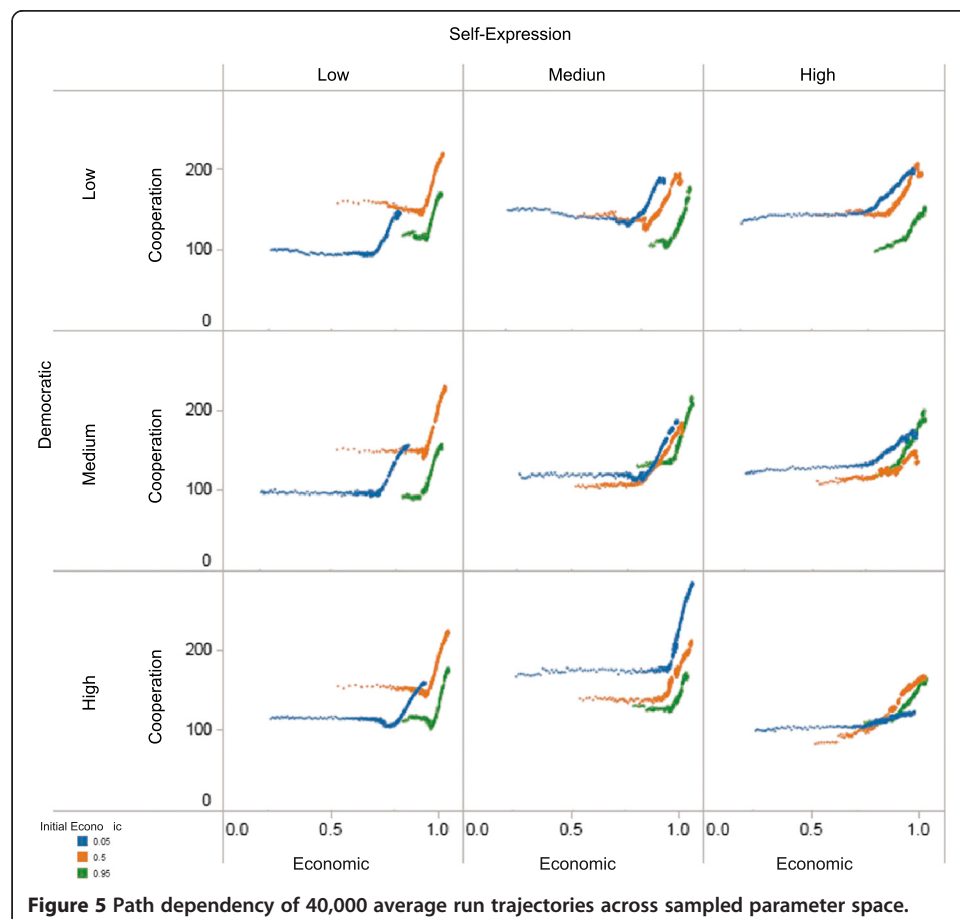 Self-Expression
Low Mediun High
Democratic
Low
Cooperation
200
100
0
Medium
Cooperation
200
100
0
High
Cooperation
200
100
0
Initial Econo ic
0.05
0.5
0.95
0.0 0.5 1.0 0.0 0.5 1.0 0.0 0.5 1.0
Economic Economic Economic
Figure 5 Path dependency of 40,000 average run trajectories across sampled parameter space.